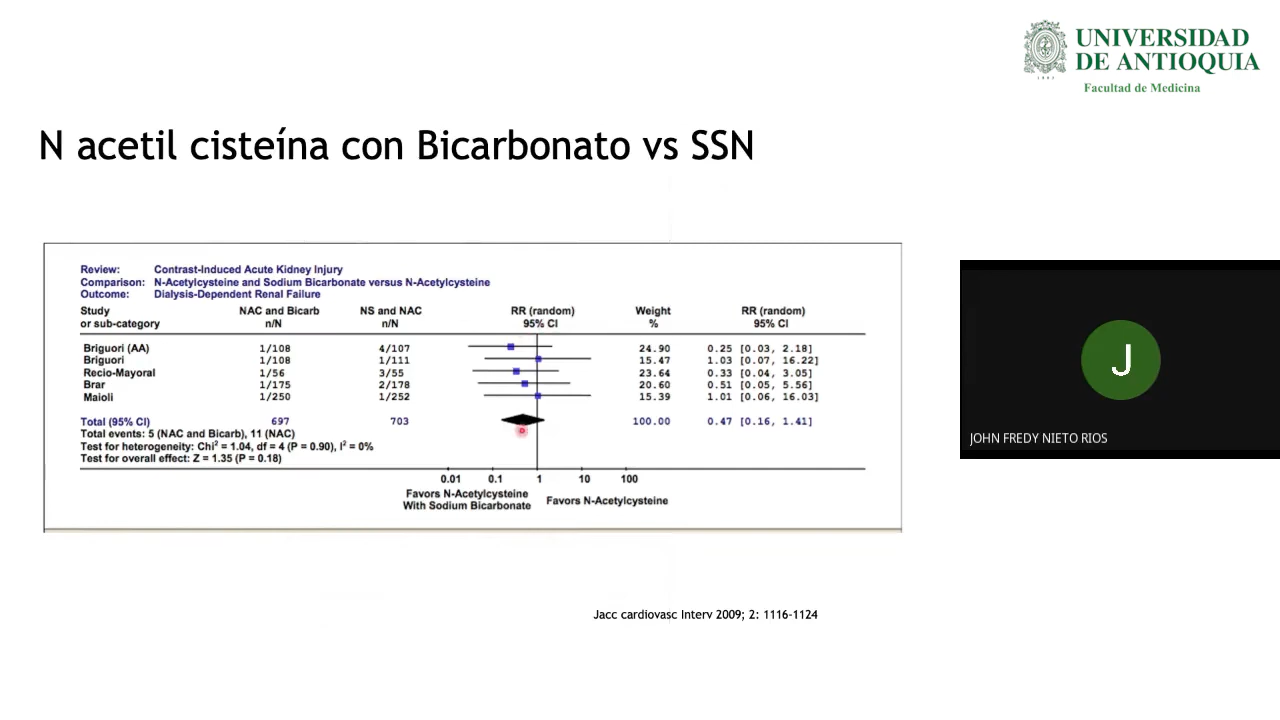 UNIVERSIDAD
DE ANTIOQUIA
1803
Facultad de Medicina
N acetil cisteína con Bicarbonato vs SSN
Review: Contrast-Induced Acute Kidney Injury
Comparison: N-Acetylcysteine and Sodium Bicarbonate versus N-Acetylcysteine
Outcome: Dialysis-Dependent Renal Failure
Study NAC and Bicarb NS and NAC RR (random) Weight RR (random)
or sub-category n/N n/N 95% CI % 95% CI
Briguori (AA) 1/108 4/107 24.90 0.25 [0.03, 2.18]
Briguori 1/108 1/111 15.47 1.03 [0.07, 16.22]
Recio-Mayoral 1/56 3/55 23.64 0.33 [0.04, 3.05]
Brar 1/175 2/178 20.60 0.51 [0.05, 5.56]
Maioli 1/250 1/252 15.39 1.01 [0.06, 16.03]
Total (95% CI) 697 703 100.00 0.47 [0.16, 1.41]
Total events: 5 (NAC and Bicarb), 11 (NAC)
Test for heterogeneity: Chi² = 1.04, df = 4 (P = 0.90), I² = 0%
Test for overall effect: Z = 1.35 (P = 0.18)
0.01 0.1 1 10 100
Favors N-Acetylcysteine Favors N-Acetylcysteine
With Sodium Bicarbonate
Jacc cardiovasc Interv 2009; 2: 1116-1124
J
JOHN FREDY NIETO RIOS